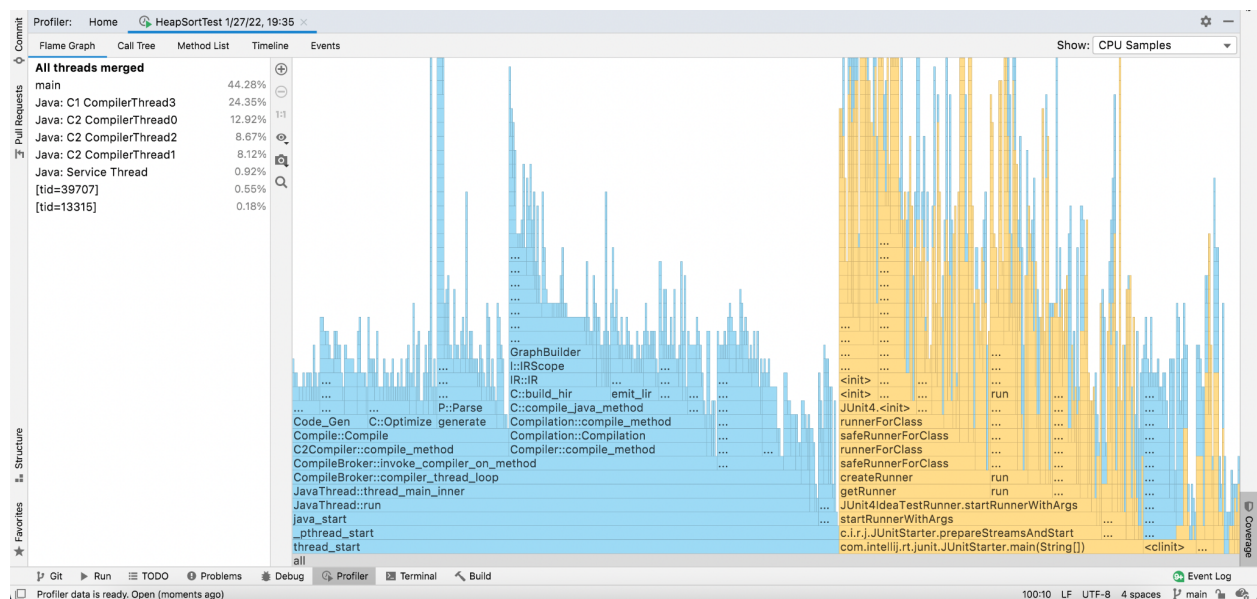 Profiler: Home HeapSortTest 1/27/22, 19:35
Flame Graph Call Tree Method List Timeline Events Show: CPU Samples
Commit
Pull Requests
Structure
Favorites
All threads merged
main 44.28%
Java: C1 CompilerThread3 24.35%
Java: C2 CompilerThread0 12.92%
Java: C2 CompilerThread2 8.67%
Java: C2 CompilerThread1 8.12%
Java: Service Thread 0.92%
[tid=39707] 0.55%
[tid=13315] 0.18%
1:1
... ...
... ...
... ...
... ...
... ...
... ... ... ...
... ... ...
GraphBuilder ... ... ... ...
... I::IRScope ... ... ... ... ...
... ... IR::IR ... ... <init> ... ... ... ...
... ... ... C::build_hir emit_lir ... ... <init> ... ... run ... ...
... ... ... P::Parse C::compile_java_method ... ... JUnit4.<init> ... ... ... ...
Code_Gen C::Optimize generate Compilation::compile_method ... runnerForClass ... ... ...
Compile::Compile Compilation::Compilation ... safeRunnerForClass ... ... ...
C2Compiler::compile_method Compiler::compile_method ... ... runnerForClass ... ... ...
CompileBroker::invoke_compiler_on_method ... safeRunnerForClass ... ... ...
CompileBroker::compiler_thread_loop createRunner run ... ...
JavaThread::thread_main_inner getRunner run ... ...
JavaThread::run ... JUnit4IdeaTestRunner.startRunnerWithArgs ...
java_start ... startRunnerWithArgs ... ...
_pthread_start c.i.r.j.JUnitStarter.prepareStreamsAndStart ... ...
thread_start com.intellij.rt.junit.JUnitStarter.main(String[]) <clinit> ...
all
Coverage
Git Run TODO Problems Debug Profiler Terminal Build Event Log
Profiler data is ready. Open (moments ago) 100:10 LF UTF-8 4 spaces main